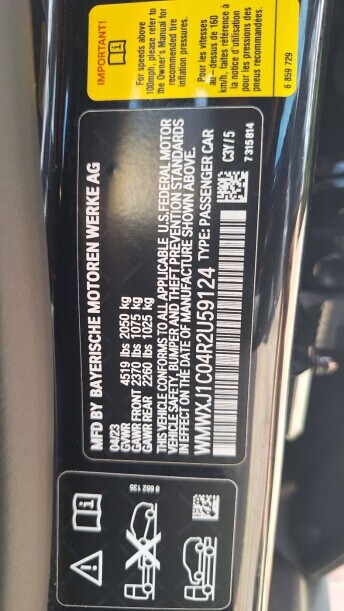 IMPORTANT!
For speeds above
100mph, please refer to
the Owner's Manual for
recommended tire
inflation pressures.
Pour les vitesses
au-dessus de 160
km/h, faites référence à
la notice d'utilisation
pour les pressions des
pneus recommandées.
6 859 729
MFD BY BAYERISCHE MOTOREN WERKE AG
04/23
GVWR 4519 lbs 2050 kg
GAWR FRONT 2370 lbs 1075 kg
GAWR REAR 2260 lbs 1025 kg
THIS VEHICLE CONFORMS TO ALL APPLICABLE U.S. FEDERAL MOTOR
VEHICLE SAFETY, BUMPER AND THEFT PREVENTION STANDARDS
IN EFFECT ON THE DATE OF MANUFACTURE SHOWN ABOVE.
WMWXJ1C04R2U59124 TYPE: PASSENGER CAR
C3Y / 5
7 315 814
8 652 135